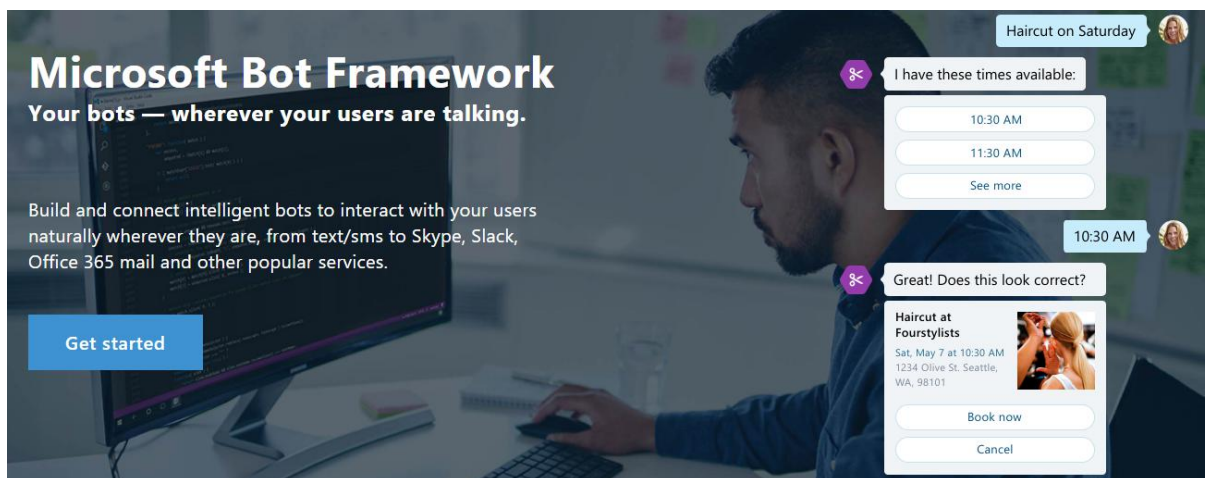 Microsoft Bot Framework
Your bots — wherever your users are talking.
Build and connect intelligent bots to interact with your users
naturally wherever they are, from text/sms to Skype, Slack,
Office 365 mail and other popular services.
Get started
Haircut on Saturday
I have these times available:
10:30 AM
11:30 AM
See more
10:30 AM
Great! Does this look correct?
Haircut at
Fourstylists
Sat, May 7 at 10:30 AM
1234 Olive St. Seattle,
WA, 98101
Book now
Cancel